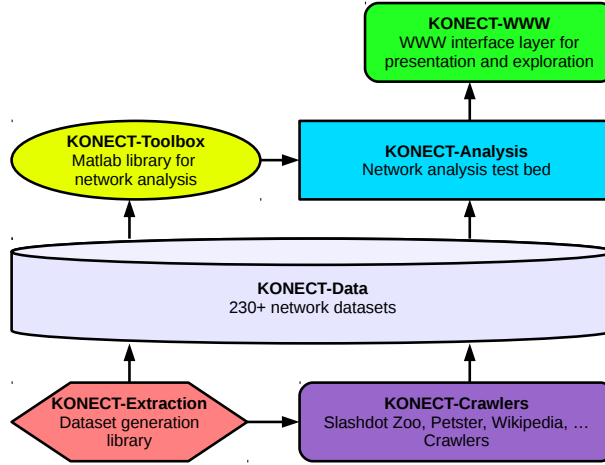 KONECT-WWW
WWW interface layer for
presentation and exploration
KONECT-Toolbox
Matlab library for
network analysis
KONECT-Analysis
Network analysis test bed
KONECT-Data
230+ network datasets
KONECT-Extraction
Dataset generation
library
KONECT-Crawlers
Slashdot Zoo, Petster, Wikipedia, …
Crawlers